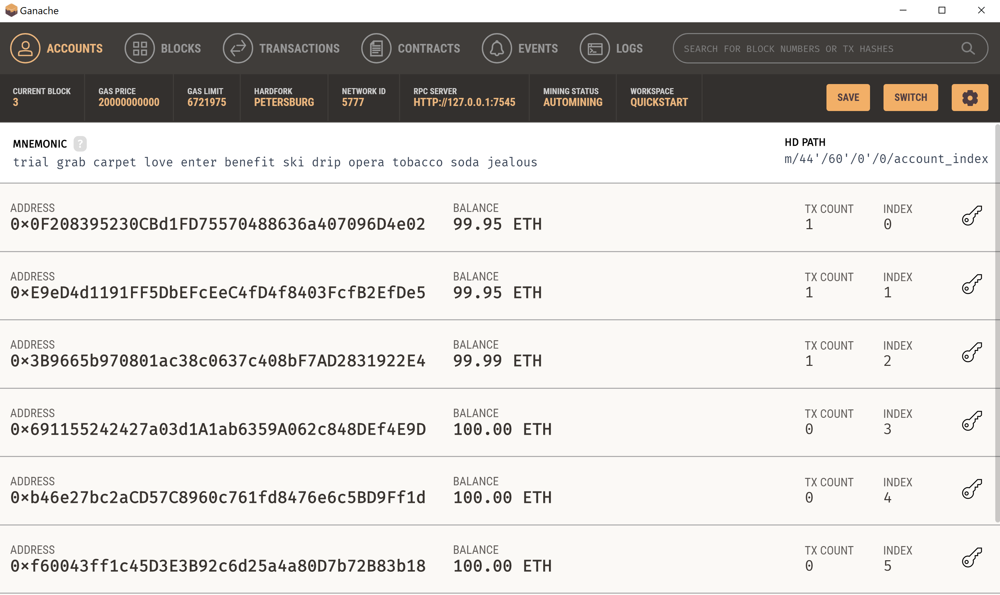 Ganache
ACCOUNTS BLOCKS TRANSACTIONS CONTRACTS EVENTS LOGS SEARCH FOR BLOCK NUMBERS OR TX HASHES
CURRENT BLOCK GAS PRICE GAS LIMIT HARDFORK NETWORK ID RPC SERVER MINING STATUS WORKSPACE
3 20000000000 6721975 PETERSBURG 5777 HTTP://127.0.0.1:7545 AUTOMINING QUICKSTART SAVE SWITCH
MNEMONIC ? HD PATH
trial grab carpet love enter benefit ski drip opera tobacco soda jealous m/44'/60'/0'/0/account_index
ADDRESS BALANCE TX COUNT INDEX
0×0F208395230CBd1FD75570488636a407096D4e02 99.95 ETH 1 0
ADDRESS BALANCE TX COUNT INDEX
0×E9eD4d1191FF5DbEFcEeC4fD4f8403FcfB2EfDe5 99.95 ETH 1 1
ADDRESS BALANCE TX COUNT INDEX
0×3B9665b970801ac38c0637c408bF7AD2831922E4 99.99 ETH 1 2
ADDRESS BALANCE TX COUNT INDEX
0×691155242427a03d1A1ab6359A062c848DEf4E9D 100.00 ETH 0 3
ADDRESS BALANCE TX COUNT INDEX
0×b46e27bc2aCD57C8960c761fd8476e6c5BD9Ff1d 100.00 ETH 0 4
ADDRESS BALANCE TX COUNT INDEX
0×f60043ff1c45D3E3B92c6d25a4a80D7b72B83b18 100.00 ETH 0 5